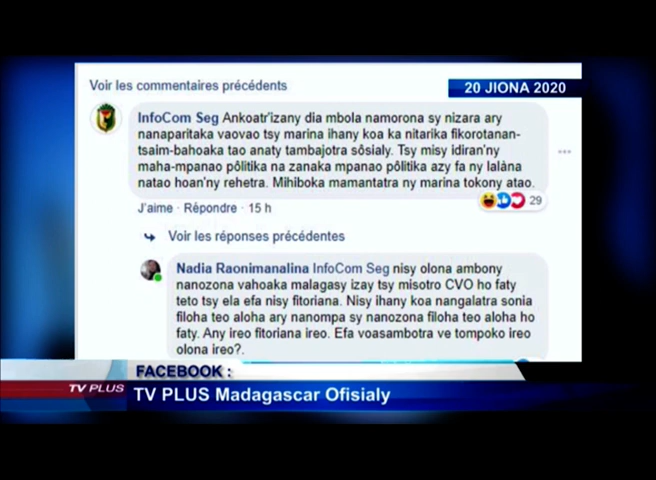 Voir les commentaires précédents
20 JIONA 2020
InfoCom Seg Ankoatr'izany dia mbola namorona sy nizara ary
nanaparitaka vaovao tsy marina ihany koa ka nitarika fikorotanan-
tsaim-bahoaka tao anaty tambajotra sôsialy. Tsy misy idiran'ny
maha-mpanao pôlitika na zanaka mpanao pôlitika azy fa ny lalàna
natao hoan'ny rehetra. Mihiboka mamantatra ny marina tokony atao.
29
J'aime · Répondre · 15 h
Voir les réponses précédentes
Nadia Raonimanalina InfoCom Seg nisy olona ambony
nanozona vahoaka malagasy izay tsy misotro CVO ho faty
teto tsy ela efa nisy fitoriana. Nisy ihany koa nangalatra sonia
filoha teo aloha ary nanompa sy nanozona filoha teo aloha ho
faty. Any ireo fitoriana ireo. Efa voasambotra ve tompoko ireo
olona ireo?.
FACEBOOK :
TV PLUS
TV PLUS Madagascar Ofisialy